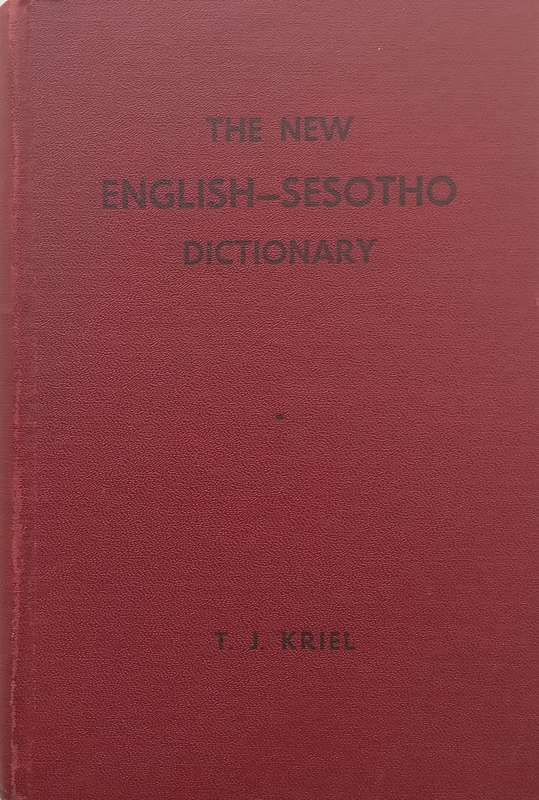 THE NEW
ENGLISH–SESOTHO
DICTIONARY
T. J. KRIEL